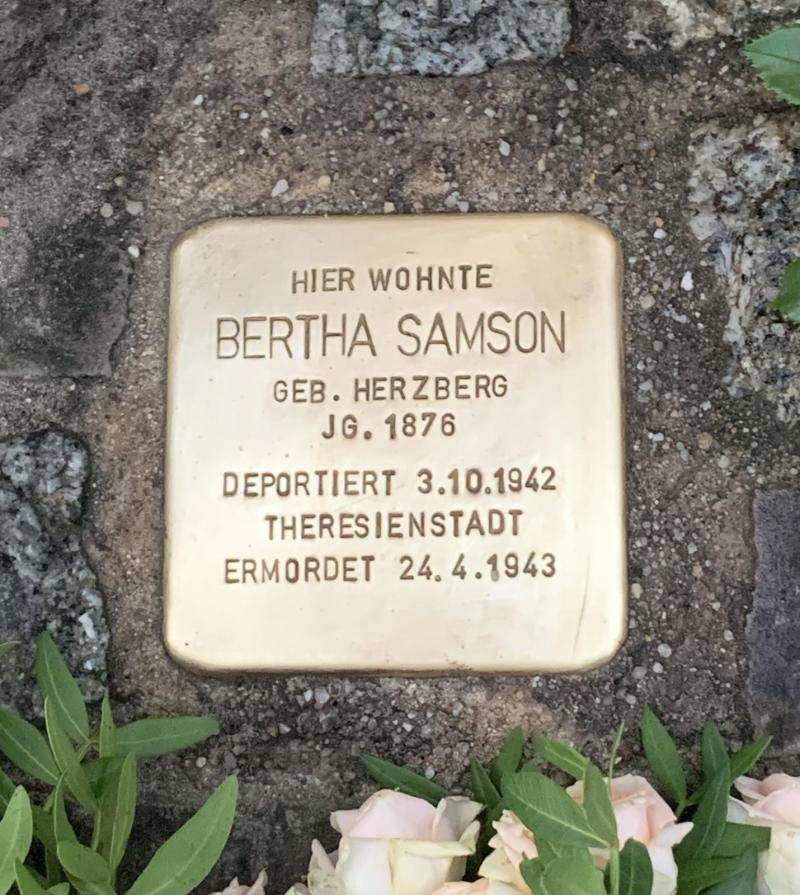 HIER WOHNTE
BERTHA SAMSON
GEB. HERZBERG
JG. 1876
DEPORTIERT 3.10.1942
THERESIENSTADT
ERMORDET 24.4.1943